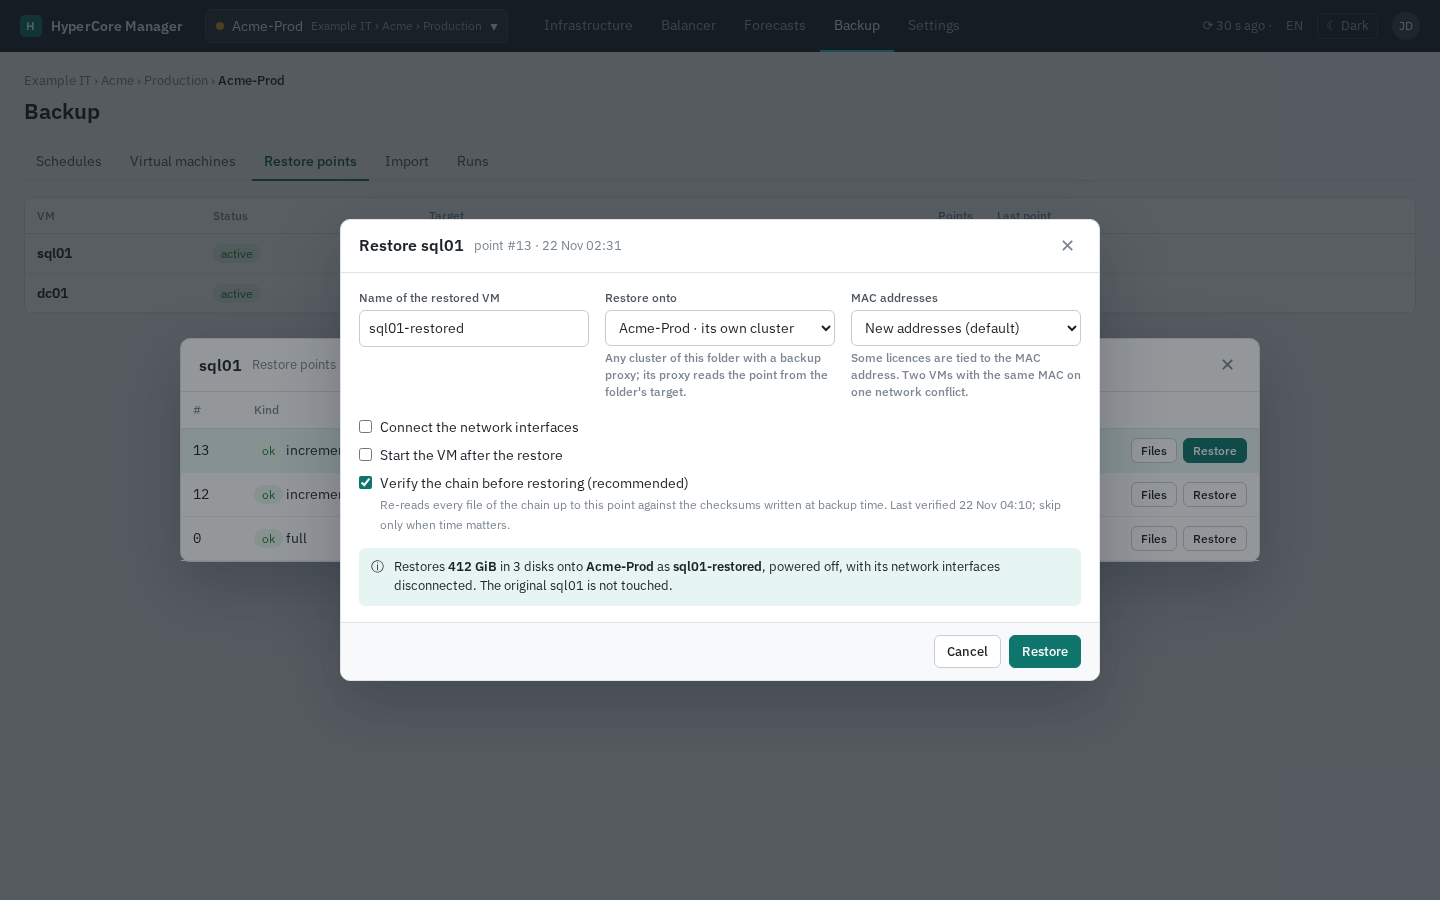 H HyperCore Manager Acme-Prod Example IT › Acme › Production ▾ Infrastructure Balancer Forecasts Backup Settings ⟳ 30 s ago · EN ☾ Dark JD
Example IT › Acme › Production › Acme-Prod
Backup
Schedules Virtual machines Restore points Import Runs
VM Status Target Points Last point
sql01 active
dc01 active
Restore sql01 point #13 · 22 Nov 02:31 ✕
Name of the restored VM Restore onto MAC addresses
sql01-restored Acme-Prod · its own cluster New addresses (default)
Any cluster of this folder with a backup Some licences are tied to the MAC
proxy; its proxy reads the point from the address. Two VMs with the same MAC on
folder's target. one network conflict.
Connect the network interfaces
Start the VM after the restore
Verify the chain before restoring (recommended)
Re-reads every file of the chain up to this point against the checksums written at backup time. Last verified 22 Nov 04:10; skip
only when time matters.
ⓘ Restores 412 GiB in 3 disks onto Acme-Prod as sql01-restored, powered off, with its network interfaces
disconnected. The original sql01 is not touched.
Cancel Restore
sql01 Restore points ✕
# Kind
13 ok increme Files Restore
12 ok increme Files Restore
0 ok full Files Restore